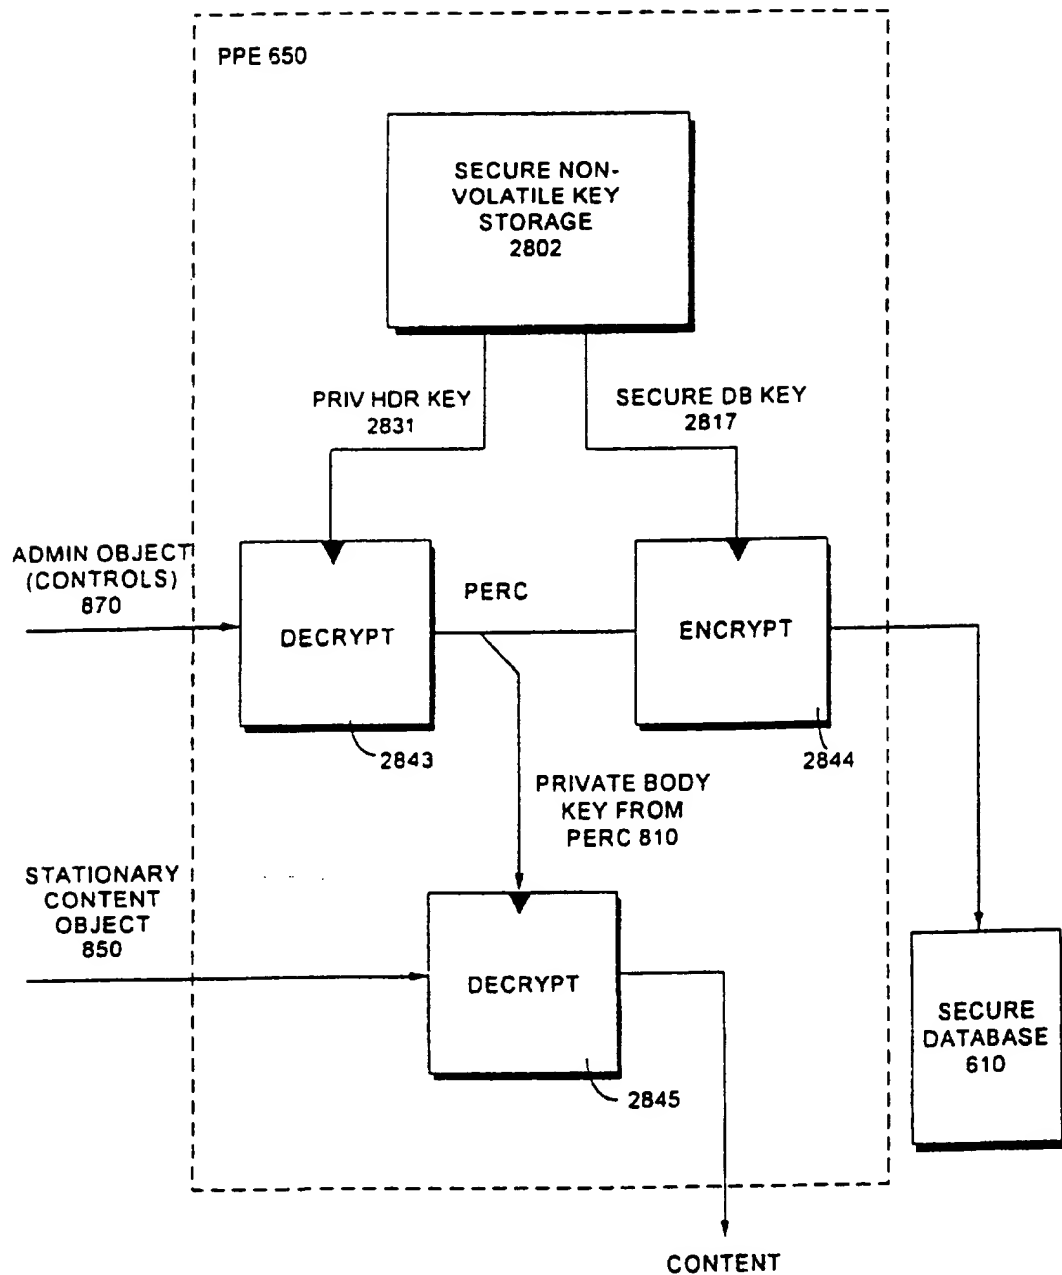 PPE 650
SECURE NON-
VOLATILE KEY
STORAGE
2802
PRIV HDR KEY
2831
SECURE DB KEY
2817
ADMIN OBJECT
(CONTROLS)
870
DECRYPT
PERC
ENCRYPT
2843
2844
PRIVATE BODY
KEY FROM
PERC 810
STATIONARY
CONTENT
OBJECT
850
DECRYPT
2845
SECURE
DATABASE
610
CONTENT